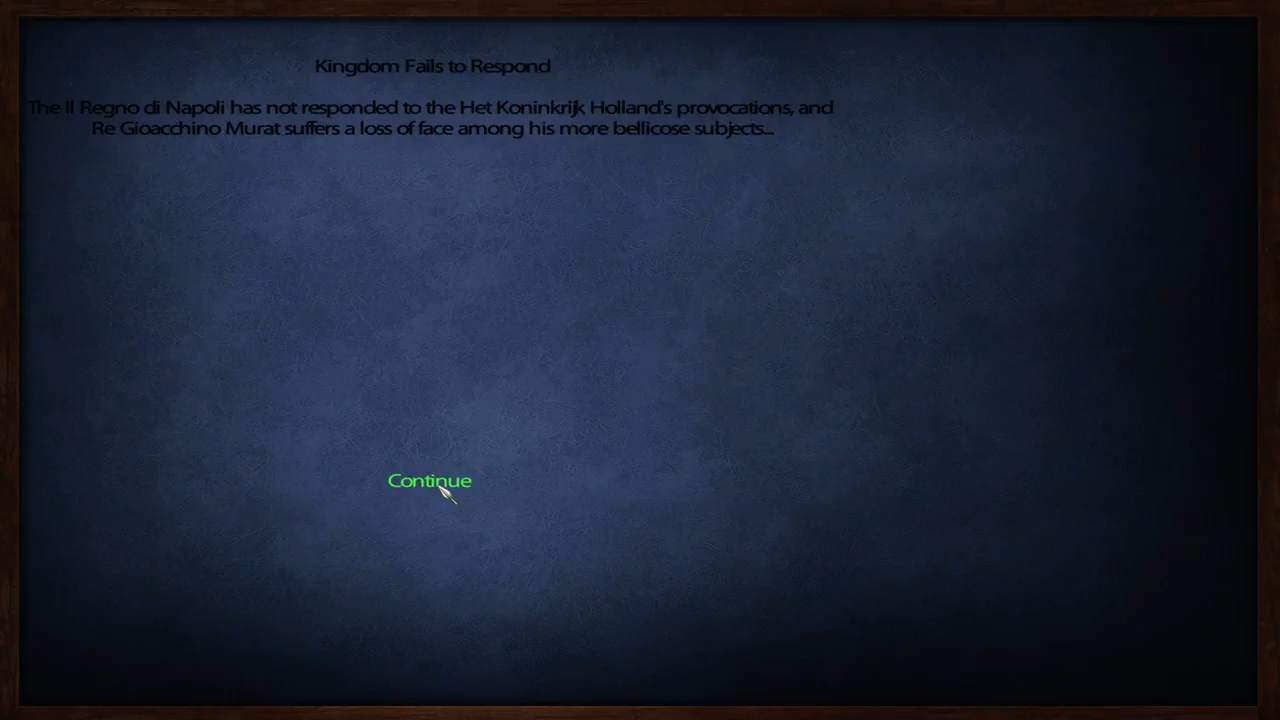 Kingdom Fails to Respond
The Il Regno di Napoli has not responded to the Het Koninkrijk Holland's provocations, and
Re Gioacchino Murat suffers a loss of face among his more bellicose subjects...
Continue